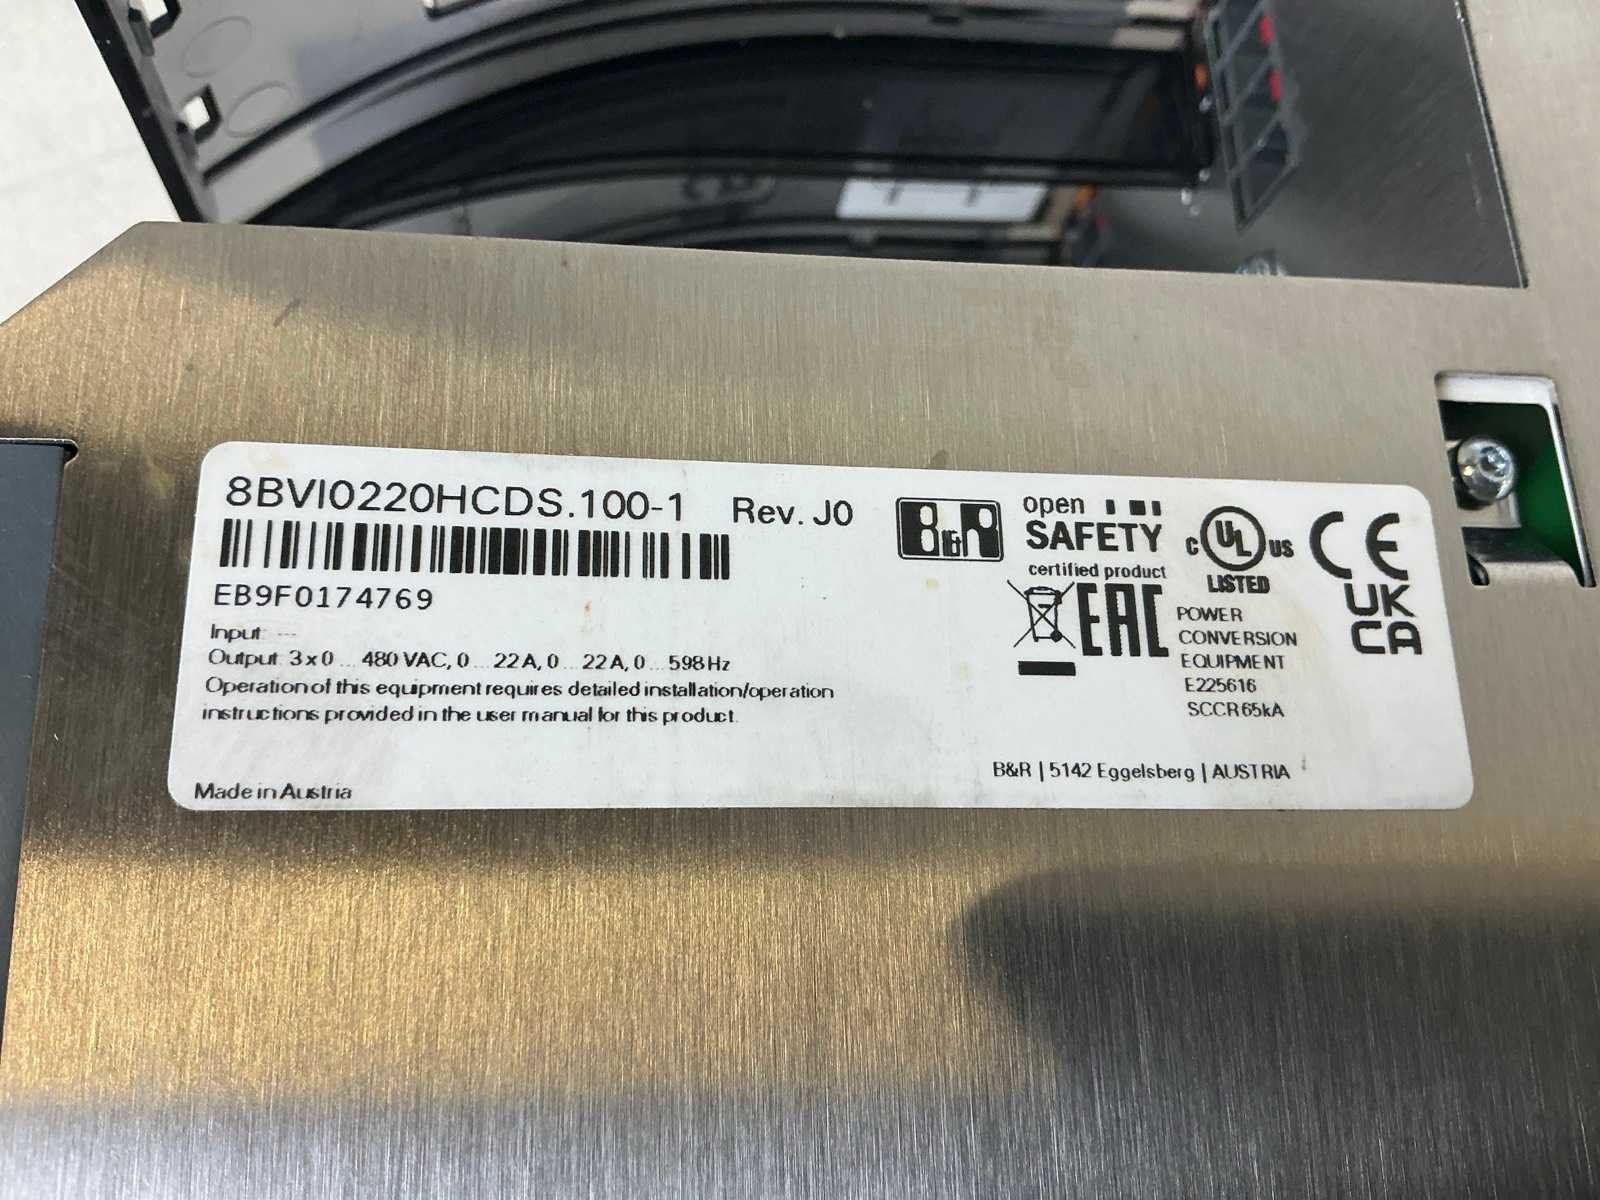 8BVI0220HCDS.100-1 Rev. J0
EB9F0174769
Input: ---
Output: 3 x 0 ... 480 VAC, 0 ... 22 A, 0 ... 22 A, 0 ... 598 Hz
Operation of this equipment requires detailed installation/operation
instructions provided in the user manual for this product.
Made in Austria
B&R
open
SAFETY
certified product
EAC
c UL US
LISTED
POWER
CONVERSION
EQUIPMENT
E225616
SCCR 65kA
CE
UK
CA
B&R | 5142 Eggelsberg | AUSTRIA